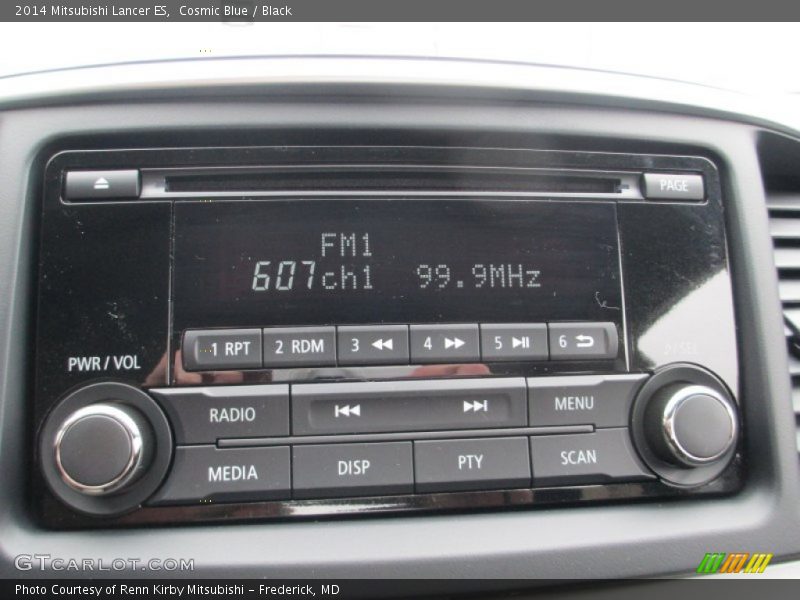 2014 Mitsubishi Lancer ES,  Cosmic Blue / Black
PAGE
FM1
607ch1 99.9MHz
1 RPT 2 RDM 3 4 5 6
PWR / VOL
RADIO MENU
MEDIA DISP PTY SCAN
GTCarLot.com
Photo Courtesy of Renn Kirby Mitsubishi – Frederick, MD